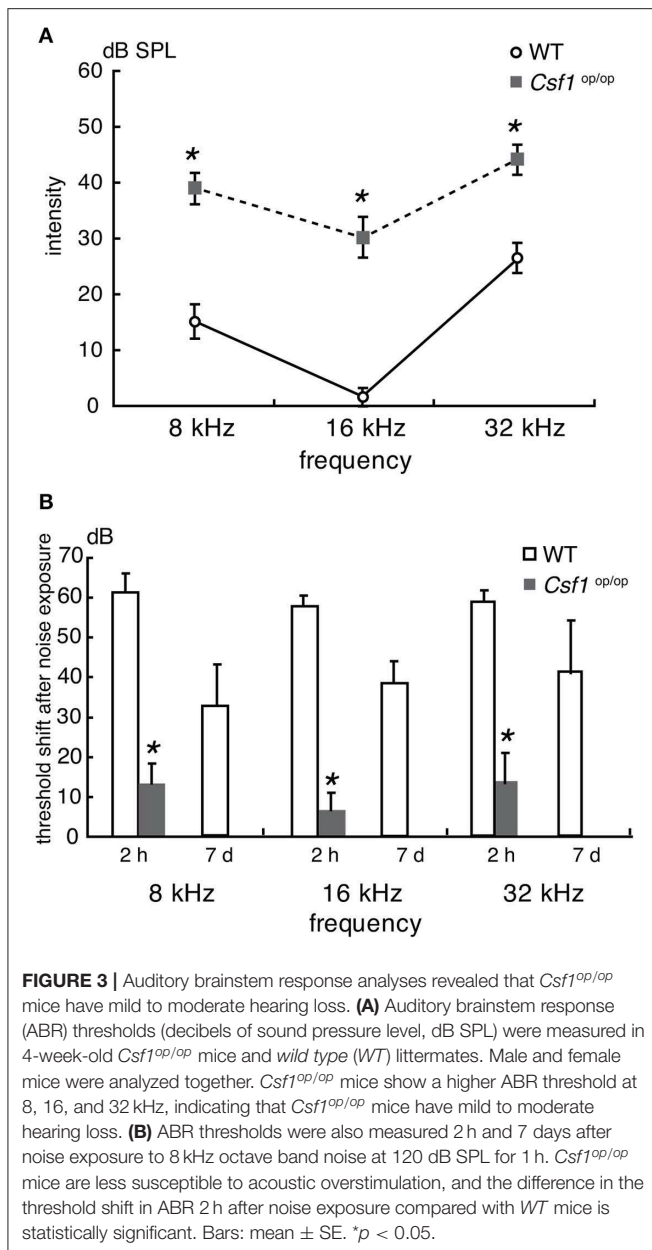 A
dB SPL
WT
Csf1 op/op
60
50
40
30
20
10
0
intensity
*
*
*
8 kHz 16 kHz 32 kHz
frequency
B
dB
WT
Csf1 op/op
70
60
50
40
30
20
10
0
threshold shift after noise exposure
*
*
*
2 h 7 d 2 h 7 d 2 h 7 d
8 kHz 16 kHz 32 kHz
frequency
FIGURE 3 | Auditory brainstem response analyses revealed that Csf1op/op
mice have mild to moderate hearing loss. (A) Auditory brainstem response
(ABR) thresholds (decibels of sound pressure level, dB SPL) were measured in
4-week-old Csf1op/op mice and wild type (WT) littermates. Male and female
mice were analyzed together. Csf1op/op mice show a higher ABR threshold at
8, 16, and 32 kHz, indicating that Csf1op/op mice have mild to moderate
hearing loss. (B) ABR thresholds were also measured 2 h and 7 days after
noise exposure to 8 kHz octave band noise at 120 dB SPL for 1 h. Csf1op/op
mice are less susceptible to acoustic overstimulation, and the difference in the
threshold shift in ABR 2 h after noise exposure compared with WT mice is
statistically significant. Bars: mean ± SE. *p < 0.05.